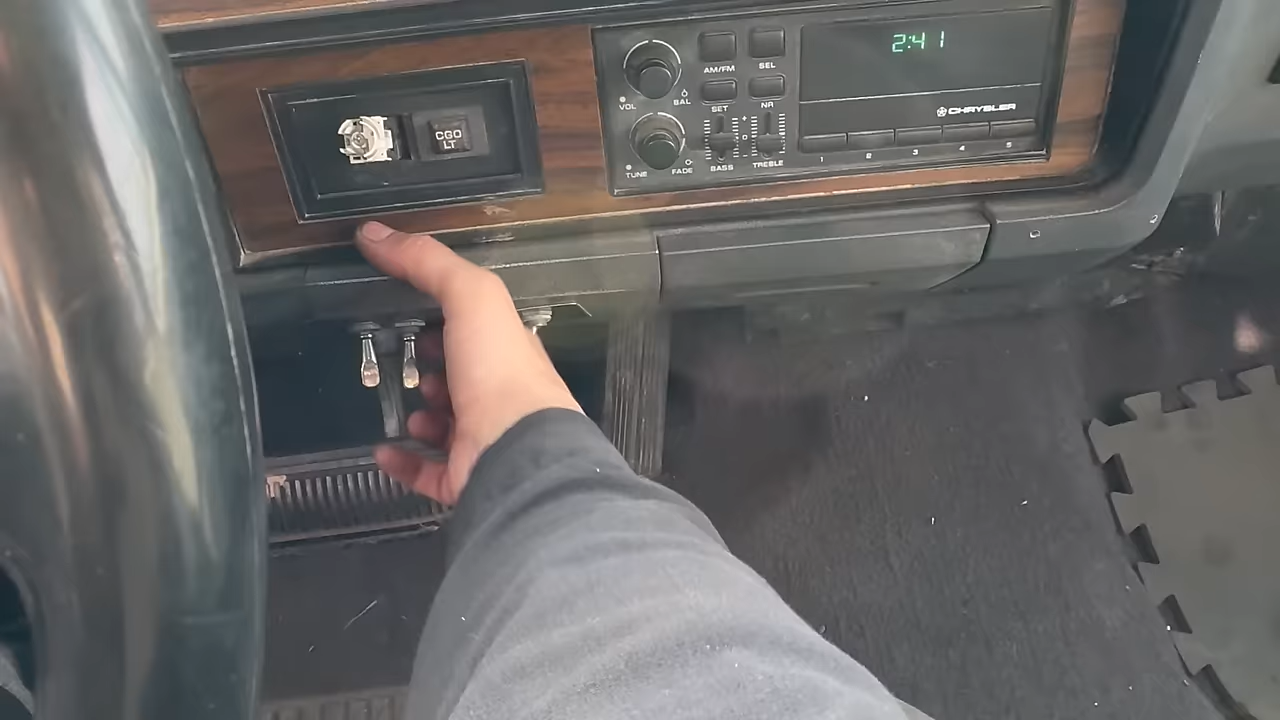 2:41
AM/FM
SEL
VOL
BAL
SET
NR
CHRYSLER
CGO
LT
+
0
-
TUNE
FADE
BASS
TREBLE
1
2
3
4
5